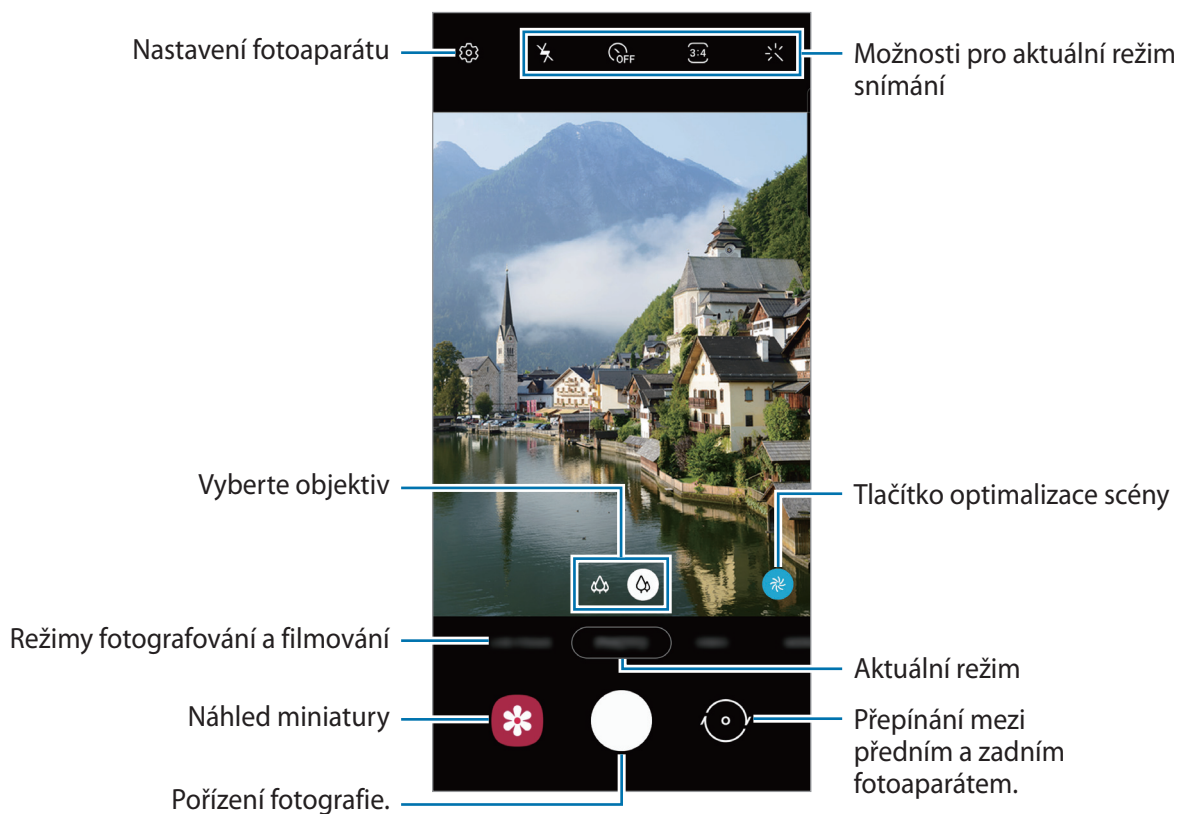 Nastavení fotoaparátu
OFF
3:4
Možnosti pro aktuální režim
snímání
Vyberte objektiv
Tlačítko optimalizace scény
Režimy fotografování a filmování
Aktuální režim
Náhled miniatury
Přepínání mezi
předním a zadním
fotoaparátem.
Pořízení fotografie.